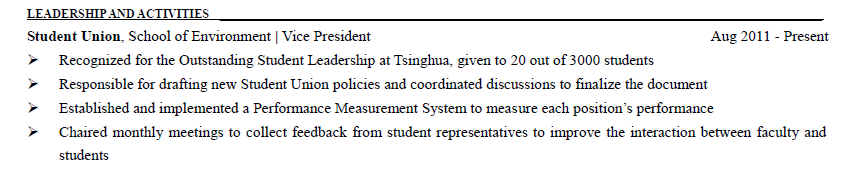 LEADERSHIP AND ACTIVITIES
Student Union, School of Environment | Vice President Aug 2011 - Present
➢ Recognized for the Outstanding Student Leadership at Tsinghua, given to 20 out of 3000 students
➢ Responsible for drafting new Student Union policies and coordinated discussions to finalize the document
➢ Established and implemented a Performance Measurement System to measure each position’s performance
➢ Chaired monthly meetings to collect feedback from student representatives to improve the interaction between faculty and
students